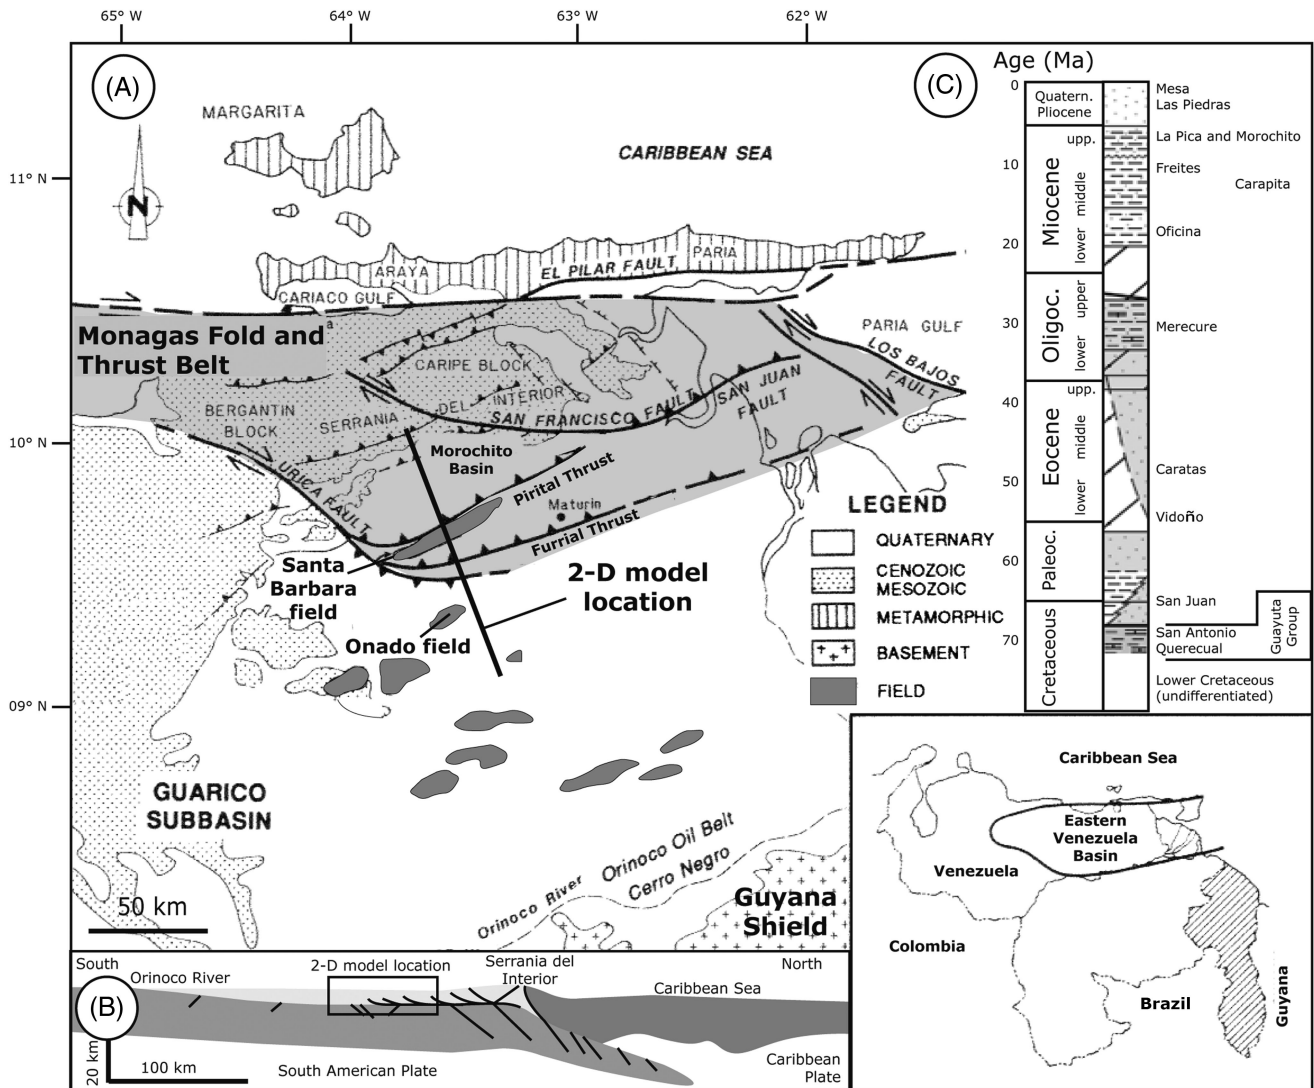 65° W
64° W
63° W
62° W
(A)
MARGARITA
11° N
N
CARIBBEAN SEA
PARIA
EL PILAR FAULT
ARAYA
CARIACO GULF
a
Monagas Fold and
Thrust Belt
PARIA GULF
LOS BAJOS
FAULT
CARIPE BLOCK
SAN JUAN
FAULT
SERRANIA DEL INTERIOR
SAN FRANCISCO FAULT
BERGANTIN
BLOCK
10° N
Morochito
Basin
URICA FAULT
Pirital Thrust
Maturin
Furrial Thrust
Santa
Barbara
field
2-D model
location
Onado field
09° N
LEGEND
QUATERNARY
CENOZOIC
MESOZOIC
METAMORPHIC
BASEMENT
FIELD
GUARICO
SUBBASIN
Orinoco Oil Belt
Cerro Negro
Orinoco River
Guyana
Shield
50 km
(C)
Age (Ma)
0
10
20
30
40
50
60
70
Quatern.
Pliocene
Miocene
upp.
middle
lower
Oligoc.
upper
lower
Eocene
upp.
middle
lower
Paleoc.
Cretaceous
Mesa
Las Piedras
La Pica and Morochito
Freites
Carapita
Oficina
Merecure
Caratas
Vidoño
San Juan
San Antonio
Querecual
Guayuta
Group
Lower Cretaceous
(undifferentiated)
Caribbean Sea
Eastern
Venezuela
Basin
Venezuela
Colombia
Brazil
Guyana
(B)
South
North
Orinoco River
2-D model location
Serrania del
Interior
Caribbean Sea
20 km
100 km
South American Plate
Caribbean
Plate